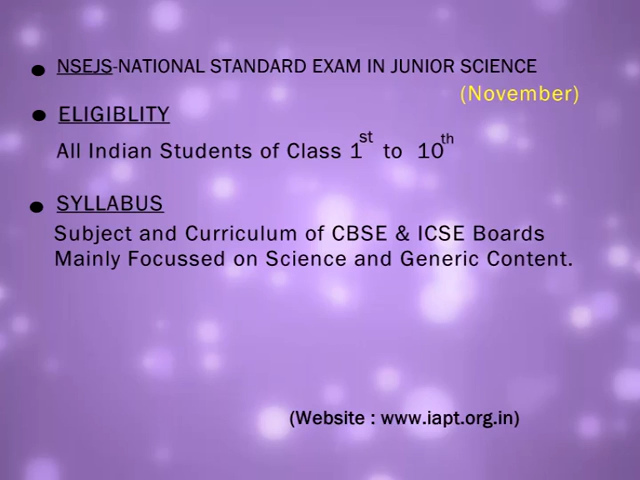 • NSEJS-NATIONAL STANDARD EXAM IN JUNIOR SCIENCE
(November)
• ELIGIBLITY
All Indian Students of Class 1st to 10th
• SYLLABUS
Subject and Curriculum of CBSE & ICSE Boards
Mainly Focussed on Science and Generic Content.
(Website : www.iapt.org.in)